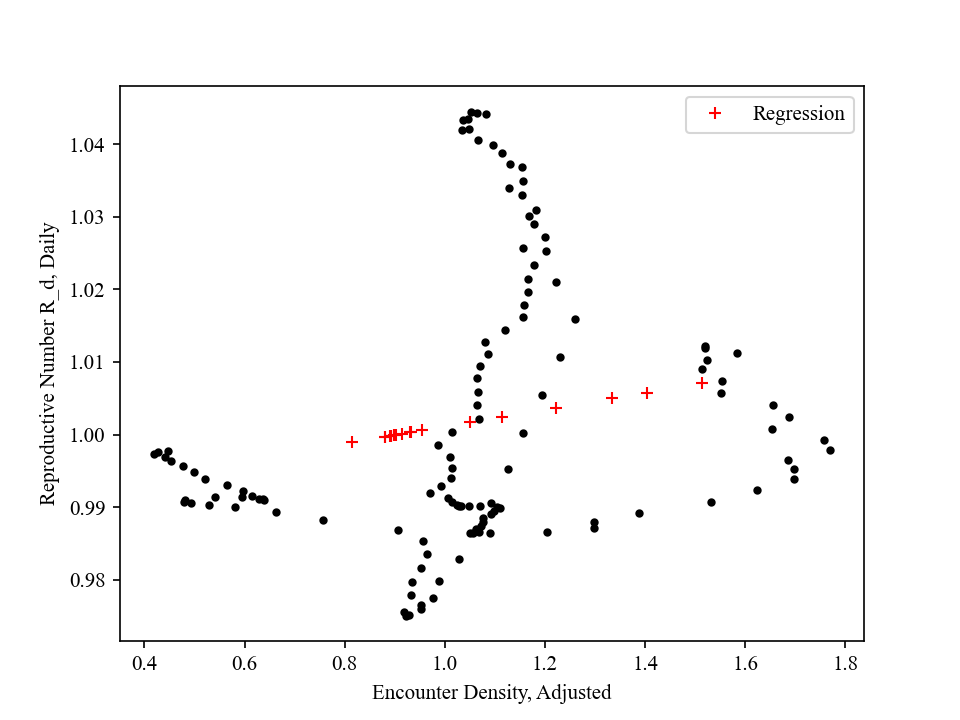 Regression
Reproductive Number R_d, Daily
1.04
1.03
1.02
1.01
1.00
0.99
0.98
0.4 0.6 0.8 1.0 1.2 1.4 1.6 1.8
Encounter Density, Adjusted